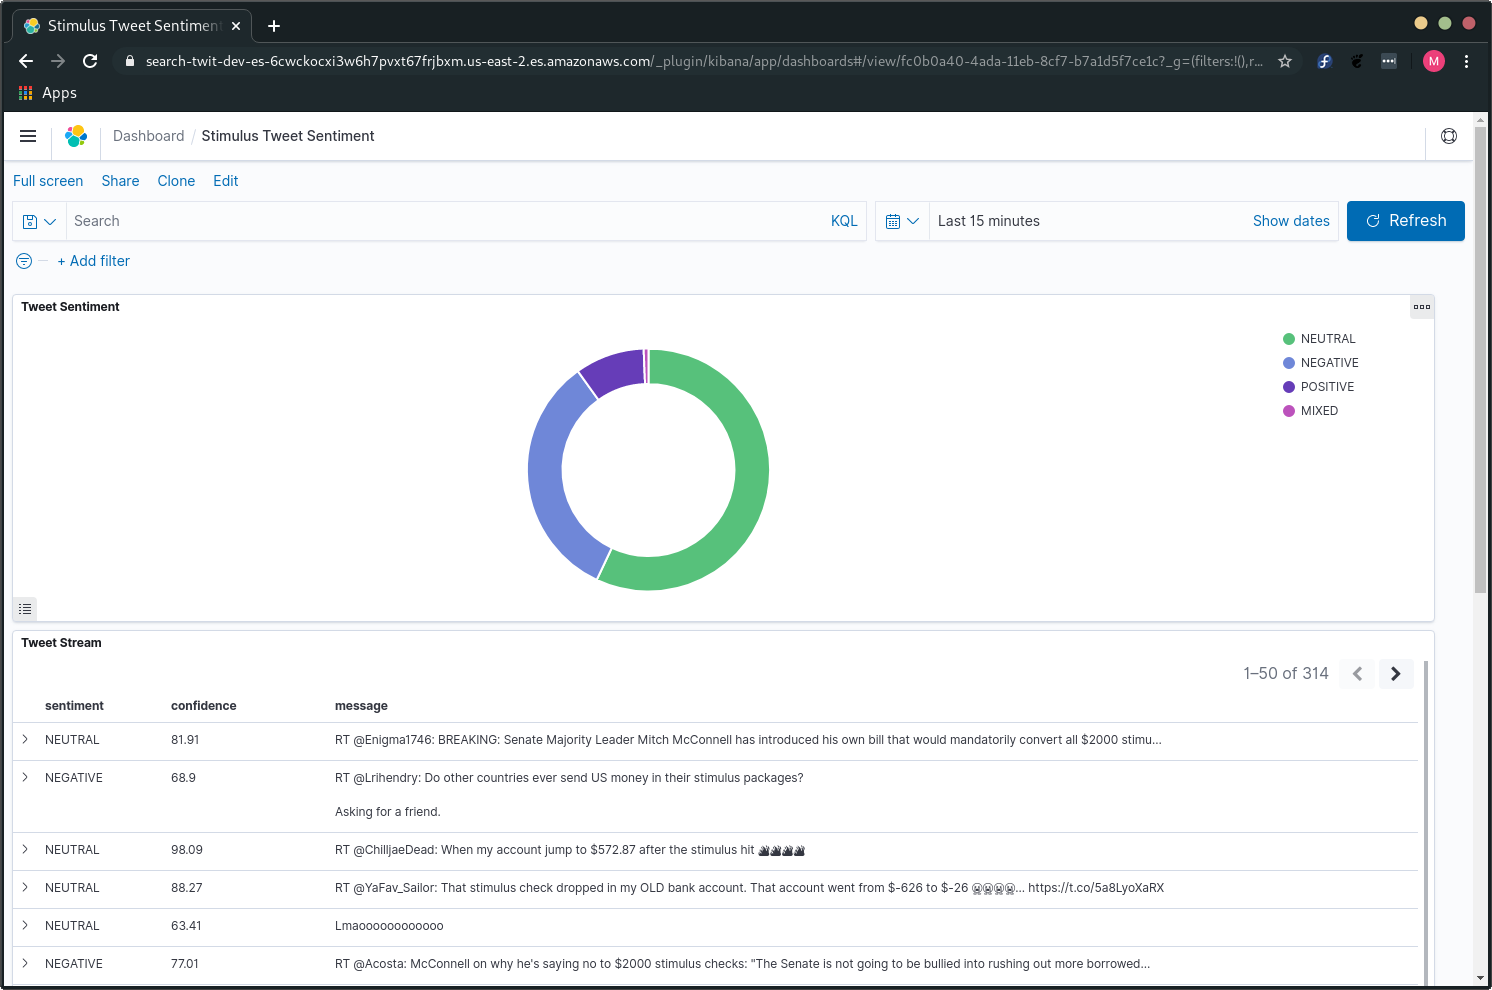 Stimulus Tweet Sentimen
search-twit-dev-es-6cwckocxi3w6h7pvxt67frjbxm.us-east-2.es.amazonaws.com/_plugin/kibana/app/dashboards#/view/fc0b0a40-4ada-11eb-8cf7-b7a1d5f7ce1c?_g=(filters:!(),r...
M
Apps
Dashboard / Stimulus Tweet Sentiment
Full screen Share Clone Edit
Search KQL Last 15 minutes Show dates Refresh
+ Add filter
Tweet Sentiment
NEUTRAL
NEGATIVE
POSITIVE
MIXED
Tweet Stream
1–50 of 314
sentiment confidence message
NEUTRAL 81.91 RT @Enigma1746: BREAKING: Senate Majority Leader Mitch McConnell has introduced his own bill that would mandatorily convert all $2000 stimu...
NEGATIVE 68.9 RT @Lrihendry: Do other countries ever send US money in their stimulus packages?
Asking for a friend.
NEUTRAL 98.09 RT @ChilljaeDead: When my account jump to $572.87 after the stimulus hit
NEUTRAL 88.27 RT @YaFav_Sailor: That stimulus check dropped in my OLD bank account. That account went from $-626 to $-26 ... https://t.co/5a8LyoXaRX
NEUTRAL 63.41 Lmaoooooooooooo
NEGATIVE 77.01 RT @Acosta: McConnell on why he's saying no to $2000 stimulus checks: "The Senate is not going to be bullied into rushing out more borrowed...